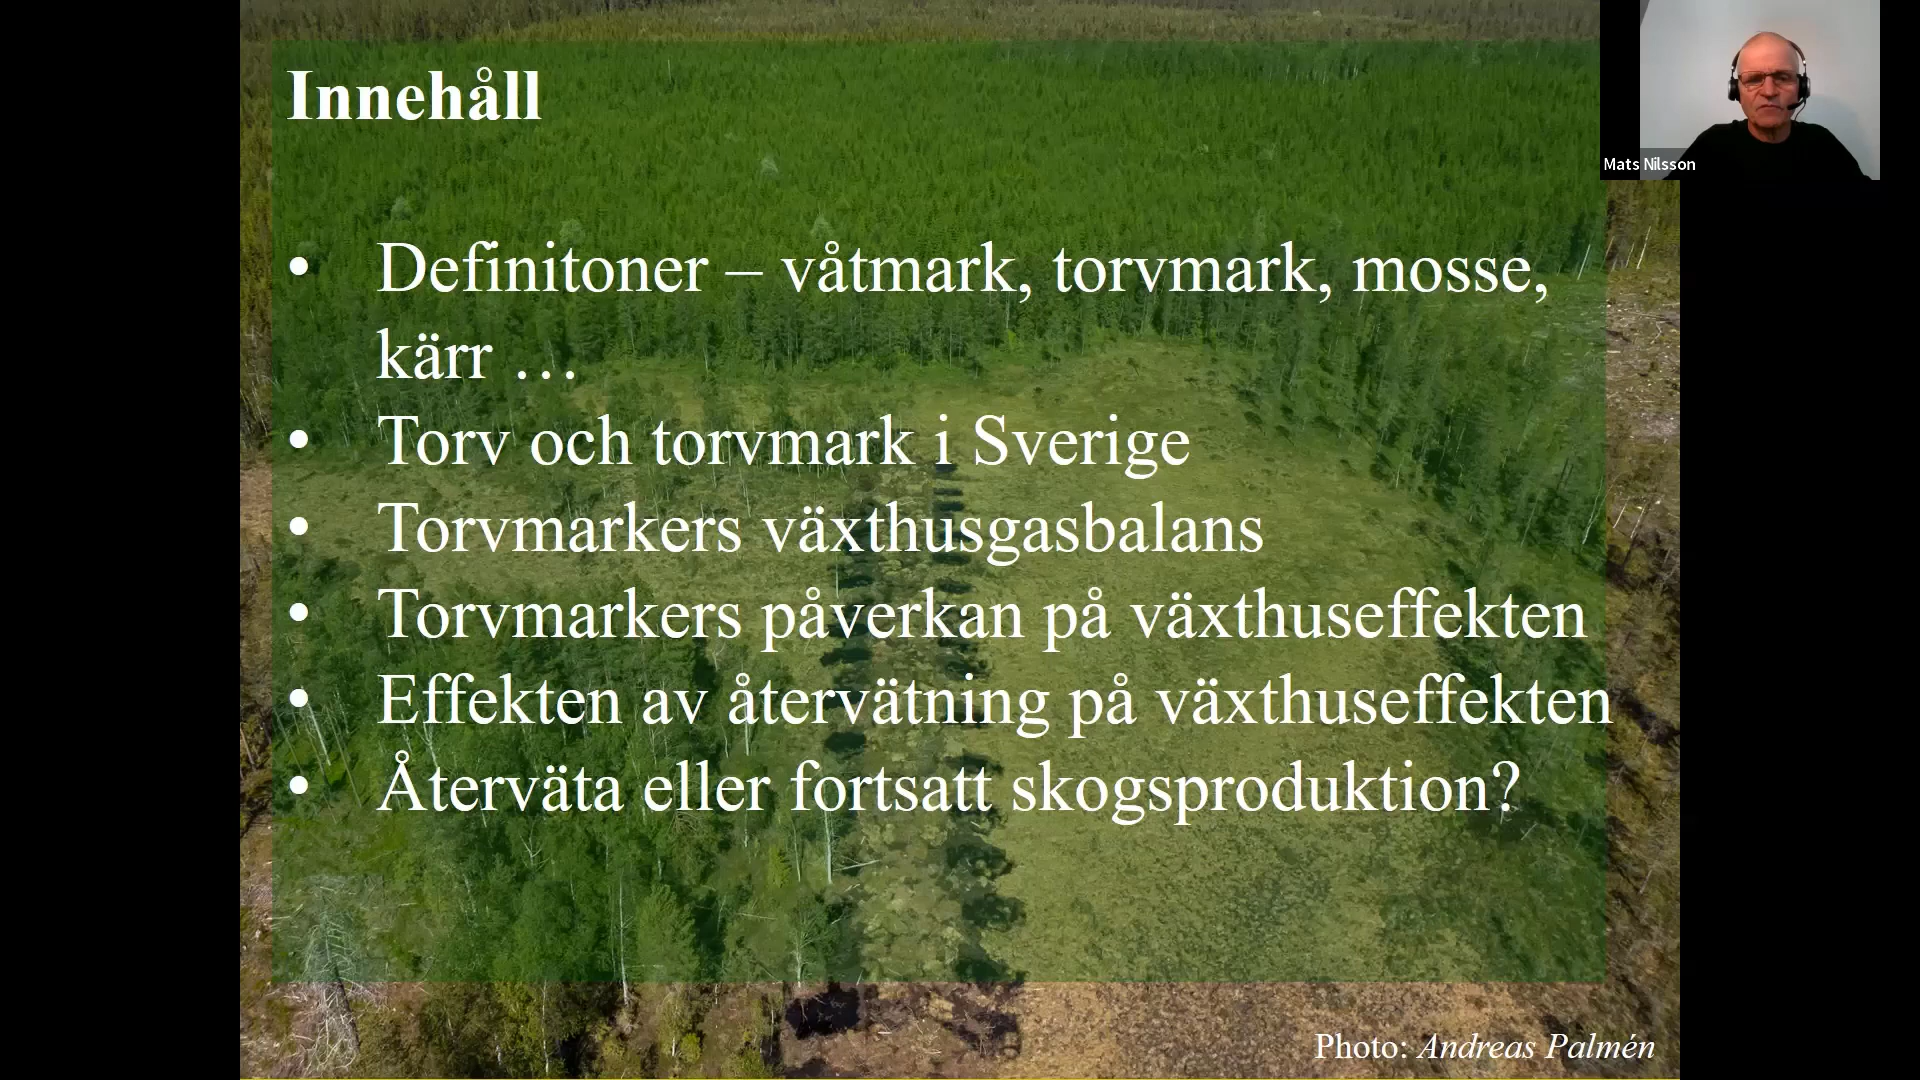 Innehåll
• Definitoner – våtmark, torvmark, mosse,
kärr …
• Torv och torvmark i Sverige
• Torvmarkers växthusgasbalans
• Torvmarkers påverkan på växthuseffekten
• Effekten av återvätning på växthuseffekten
• Återväta eller fortsatt skogsproduktion?
Photo: Andreas Palmén
Mats Nilsson